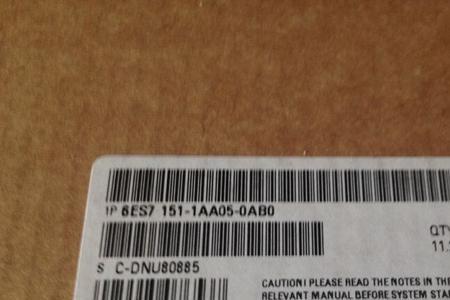 1P 6ES7 151-1AA05-0AB0
QTY
11.
S C-DNU80885
CAUTION! PLEASE READ THE NOTES IN THE
RELEVANT MANUAL BEFORE SYSTEM STA